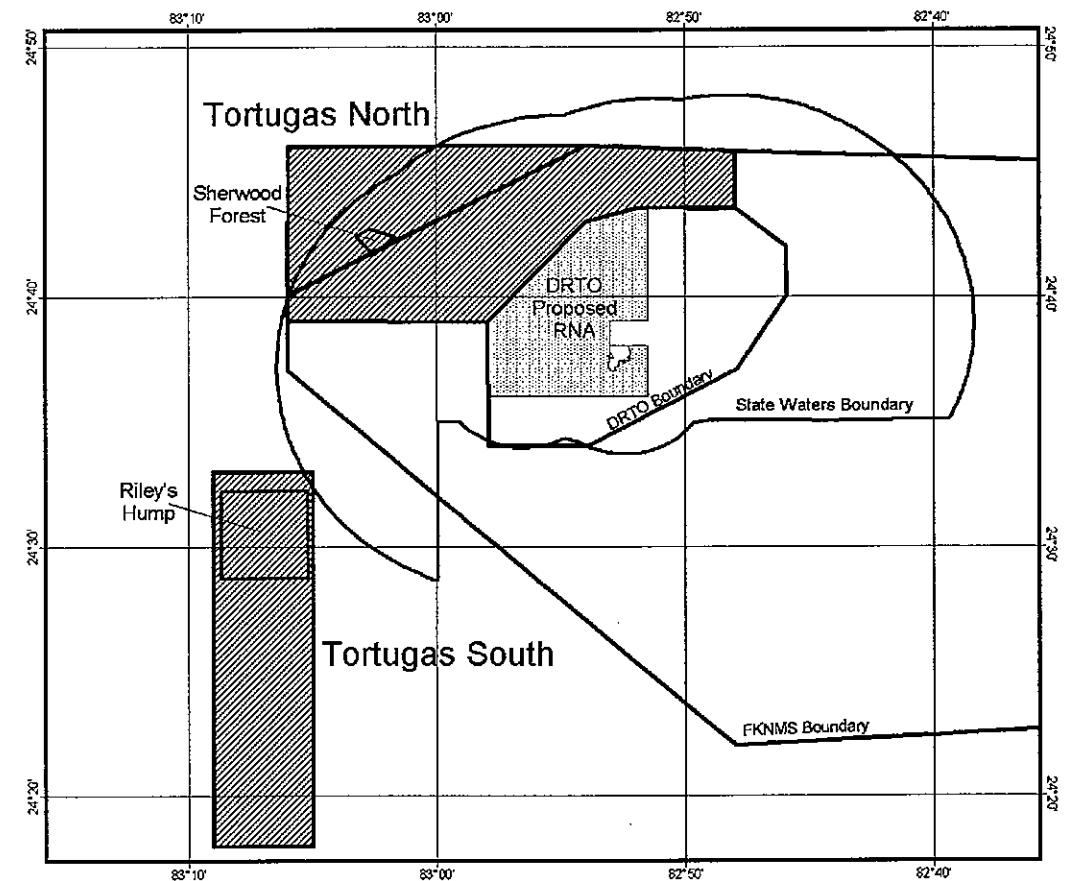 83°10' 83°00' 82°50' 82°40'
24°50' 24°50'
Tortugas North
Sherwood
Forest
24°40' 24°40'
DRTO
Proposed
RNA
DRTO Boundary
State Waters Boundary
Riley's
Hump
24°30' 24°30'
Tortugas South
FKNMS Boundary
24°20' 24°20'
83°10' 83°00' 82°50' 82°40'